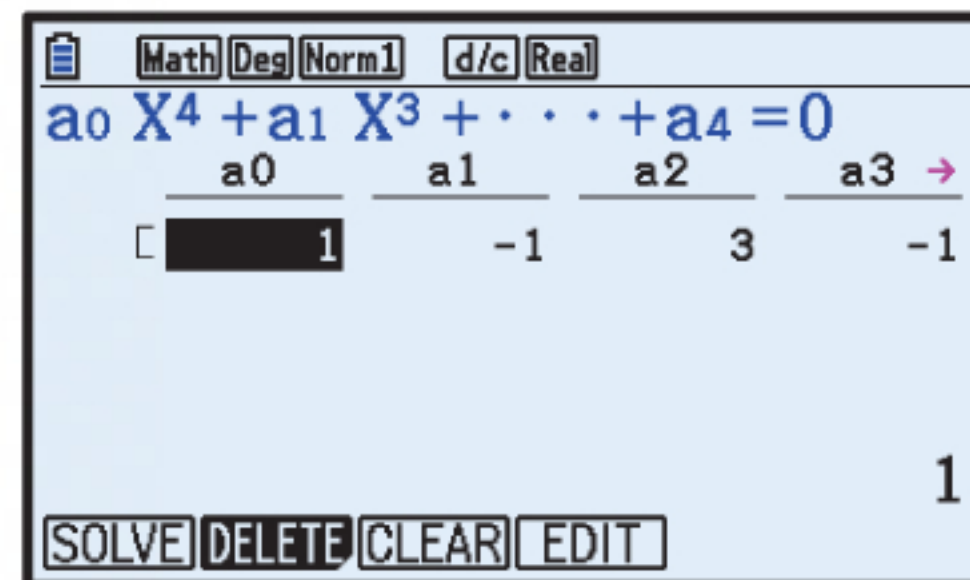 Math Deg Norm1 d/c Real
a0 X⁴ +a1 X³ +···+a4 =0
a0 a1 a2 a3 →
[ 1 -1 3 -1
1
SOLVE DELETE CLEAR EDIT